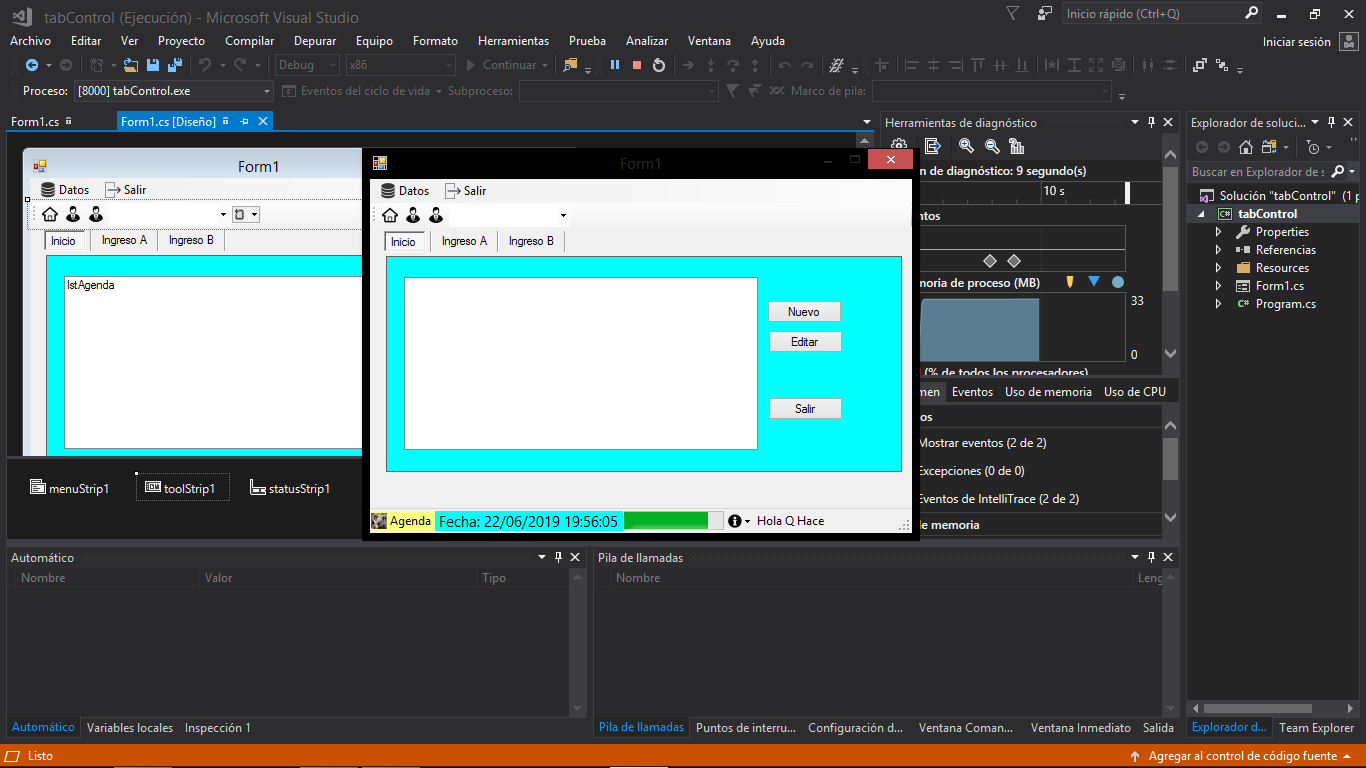 tabControl (Ejecución) - Microsoft Visual Studio
Inicio rápido (Ctrl+Q)
Archivo Editar Ver Proyecto Compilar Depurar Equipo Formato Herramientas Prueba Analizar Ventana Ayuda
Iniciar sesión
Debug x86 Continuar
Proceso: [8000] tabControl.exe Eventos del ciclo de vida Subproceso: Marco de pila:
Form1.cs Form1.cs [Diseño]
Form1
Datos Salir
Inicio Ingreso A Ingreso B
lstAgenda
menuStrip1 toolStrip1 statusStrip1
Form1
Datos Salir
Inicio Ingreso A Ingreso B
Nuevo
Editar
Salir
Agenda Fecha: 22/06/2019 19:56:05 Hola Q Hace
Herramientas de diagnóstico
n de diagnóstico: 9 segundo(s)
10 s
ntos
moria de proceso (MB)
33
0
(% de todos los procesadores)
men Eventos Uso de memoria Uso de CPU
os
Mostrar eventos (2 de 2)
Excepciones (0 de 0)
Eventos de IntelliTrace (2 de 2)
de memoria
Explorador de soluci...
Buscar en Explorador de s
Solución "tabControl" (1 p
tabControl
Properties
Referencias
Resources
Form1.cs
Program.cs
Automático
Nombre Valor Tipo
Automático Variables locales Inspección 1
Pila de llamadas
Nombre Leng
Pila de llamadas Puntos de interru... Configuración d... Ventana Coman... Ventana Inmediato Salida
Explorador d... Team Explorer
Listo
Agregar al control de código fuente